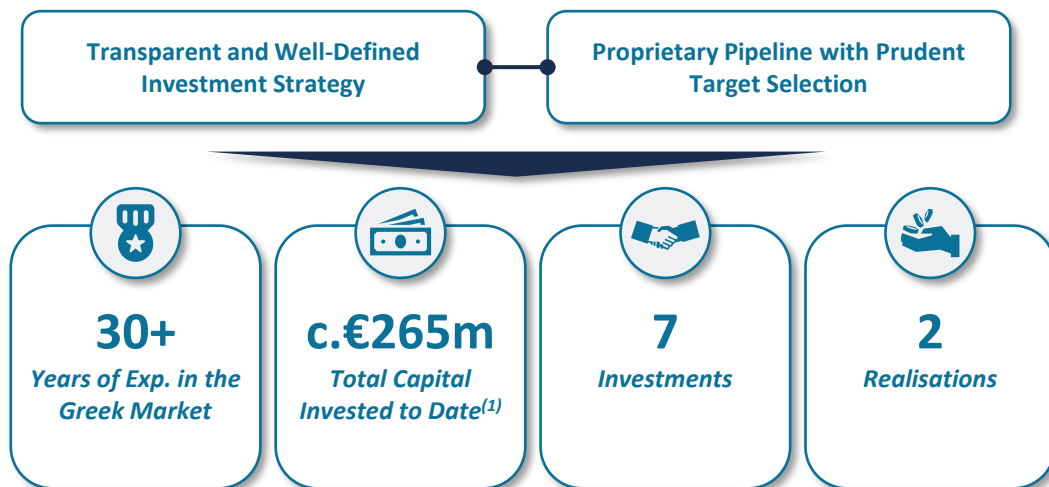 Transparent and Well-Defined
Investment Strategy
Proprietary Pipeline with Prudent
Target Selection
30+
Years of Exp. in the
Greek Market
c.€265m
Total Capital
Invested to Date(1)
7
Investments
2
Realisations